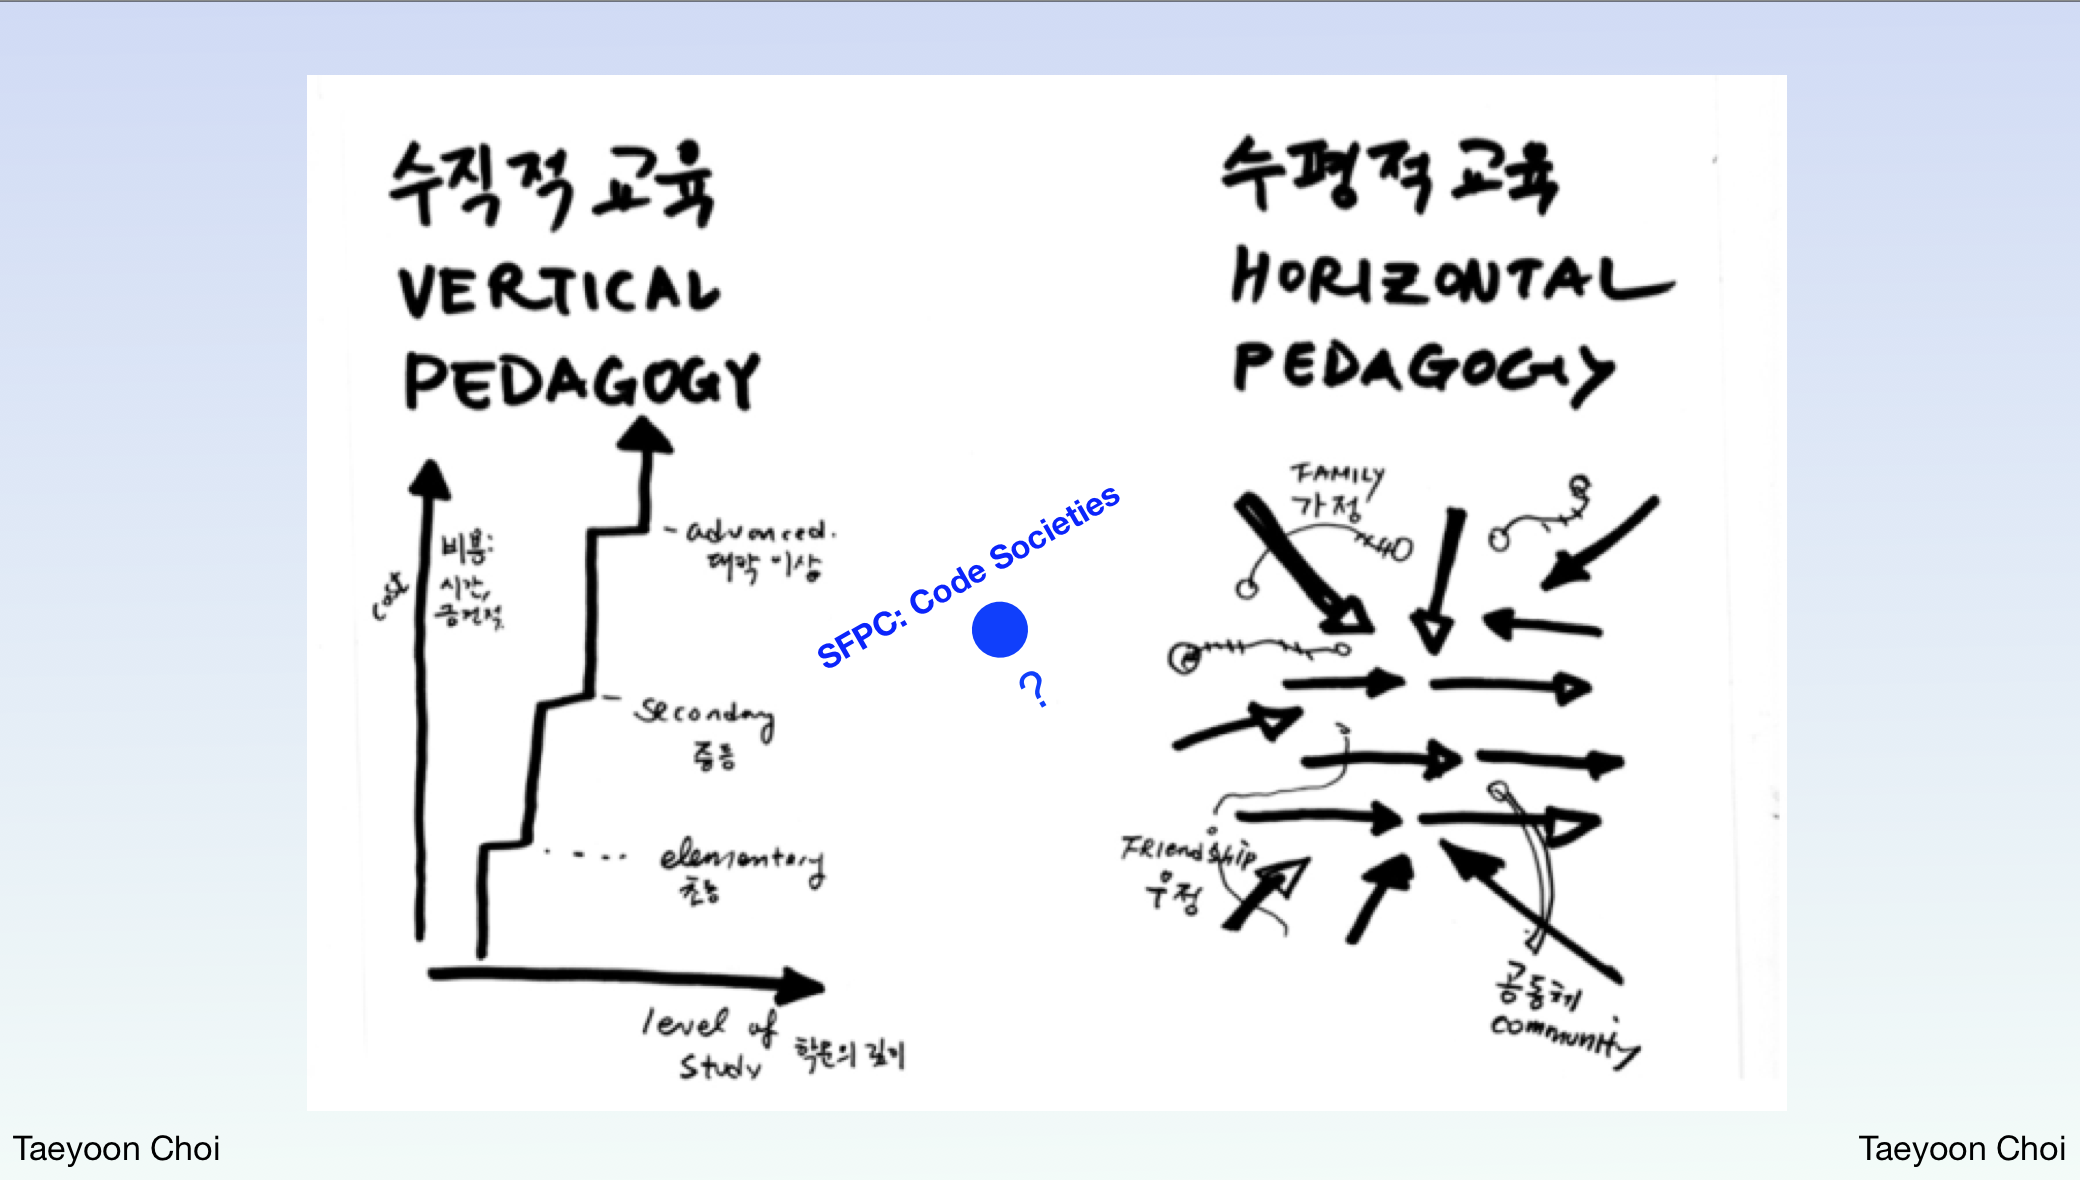 수직적 교육
VERTICAL
PEDAGOGY
cost
비용:
시간,
금전적
- advanced.
대학 이상
secondary
중등
elementary
초등
level of
study
학문의 깊이
SFPC: Code Societies
?
수평적 교육
HORIZONTAL
PEDAGOGY
FAMILY
가정
Friendship
우정
공동체
community
Taeyoon Choi
Taeyoon Choi